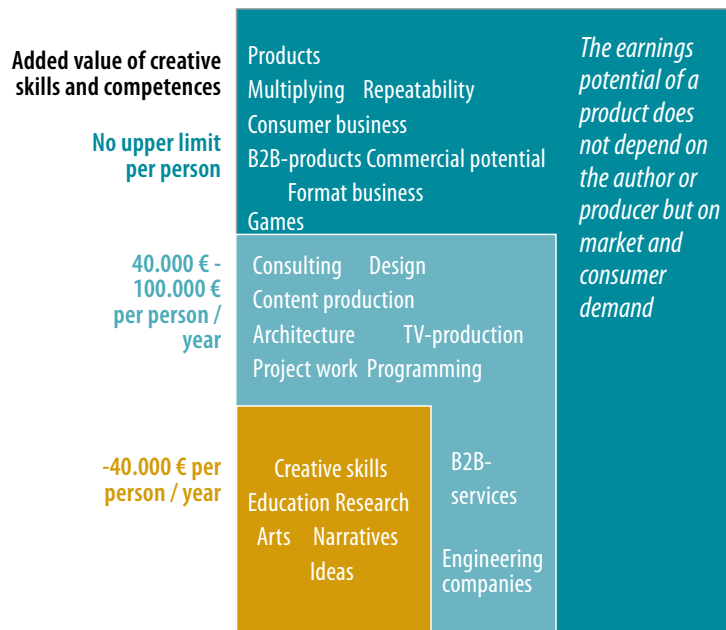 Added value of creative
skills and competences
No upper limit
per person
40.000 € -
100.000 €
per person /
year
-40.000 € per
person / year
Products
Multiplying Repeatability
Consumer business
B2B-products Commercial potential
Format business
Games
Consulting Design
Content production
Architecture TV-production
Project work Programming
Creative skills
Education Research
Arts Narratives
Ideas
B2B-
services
Engineering
companies
The earnings
potential of a
product does
not depend on
the author or
producer but on
market and
consumer
demand